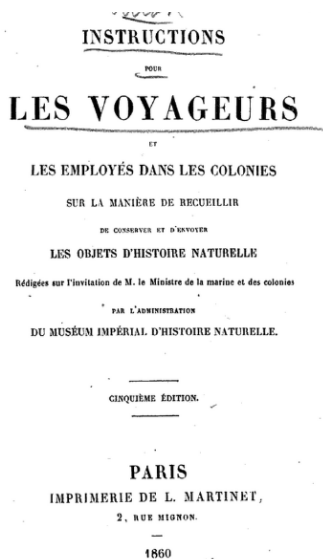 INSTRUCTIONS
POUR
LES VOYAGEURS
ET
LES EMPLOYÉS DANS LES COLONIES
SUR LA MANIÈRE DE RECUEILLIR
DE CONSERVER ET D'ENVOYER
LES OBJETS D'HISTOIRE NATURELLE
Rédigées sur l'invitation de M. le Ministre de la marine et des colonies
PAR L'ADMINISTRATION
DU MUSÉUM IMPÉRIAL D'HISTOIRE NATURELLE.
CINQUIÈME ÉDITION.
PARIS
IMPRIMERIE DE L. MARTINET,
2, RUE MIGNON.
1860